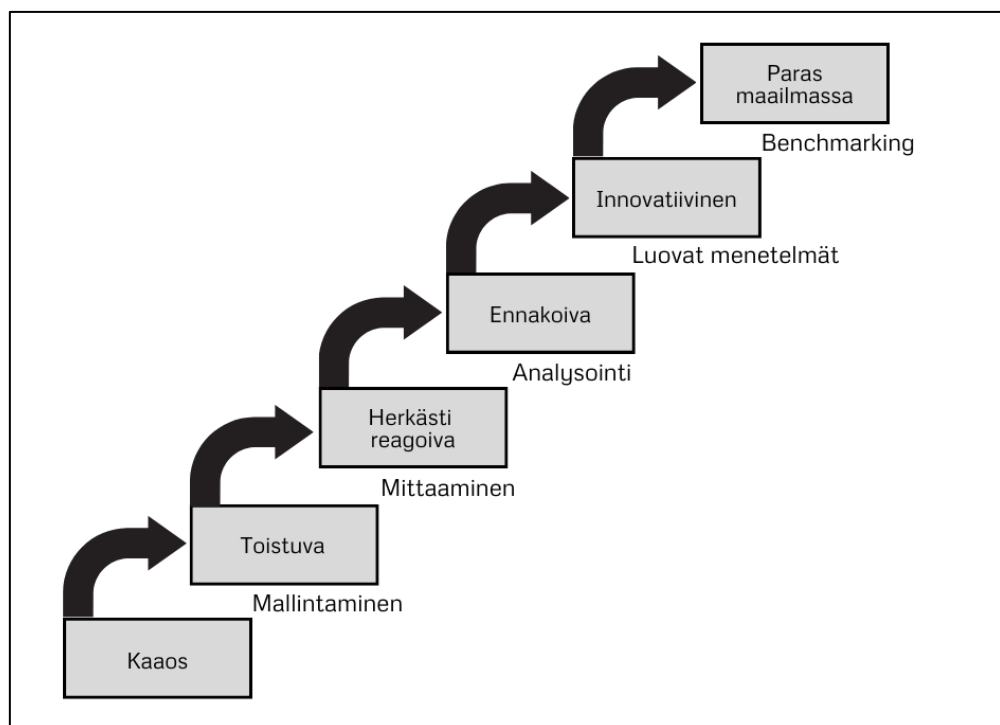 Paras
maailmassa
Benchmarking
Innovatiivinen
Luovat menetelmät
Ennakoiva
Analysointi
Herkästi
reagoiva
Mittaaminen
Toistuva
Mallintaminen
Kaaos